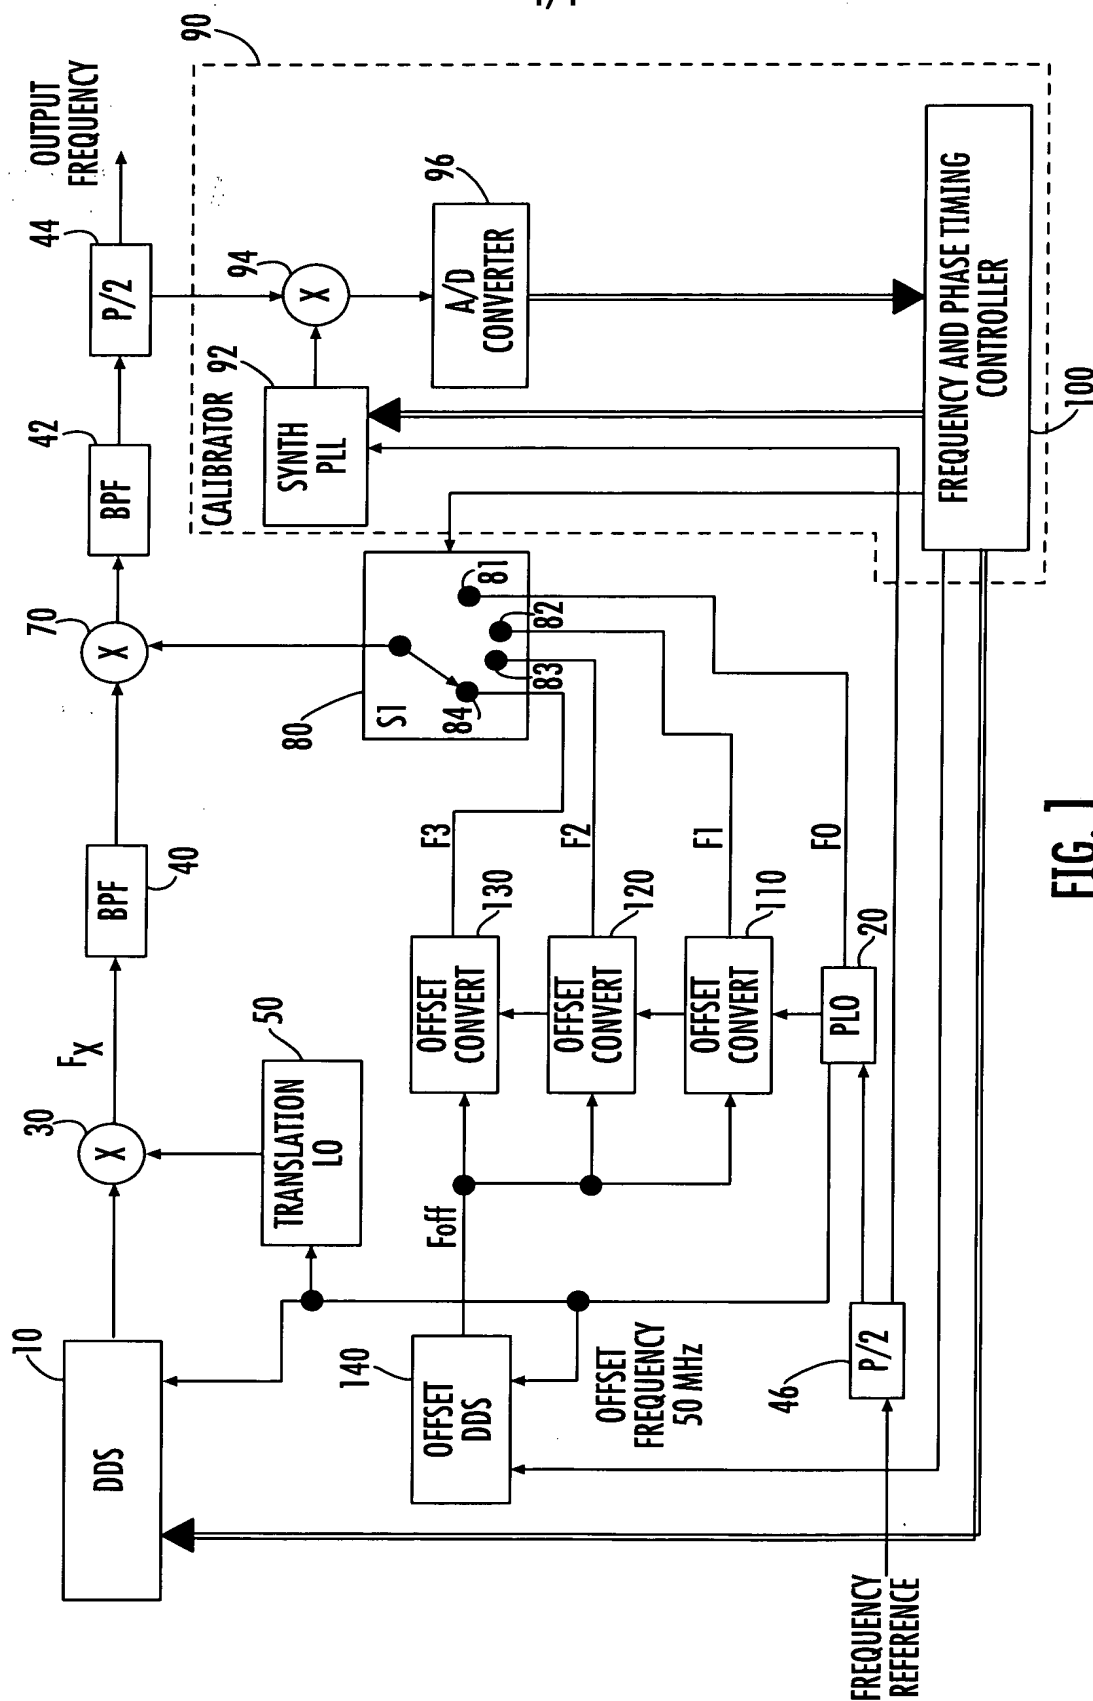 1/1
OUTPUT
FREQUENCY
90
10
DDS
30
X
FX
BPF
40
70
X
42
BPF
44
P/2
50
TRANSLATION
LO
CALIBRATOR
92
SYNTH
PLL
94
X
96
A/D
CONVERTER
80
S1
81
82
83
84
140
OFFSET
DDS
Foff
OFFSET
FREQUENCY
50 MHz
OFFSET
CONVERT
130
F3
OFFSET
CONVERT
120
F2
OFFSET
CONVERT
110
F1
PLO
20
F0
46
P/2
FREQUENCY
REFERENCE
FREQUENCY AND PHASE TIMING
CONTROLLER
100
FIG. 1